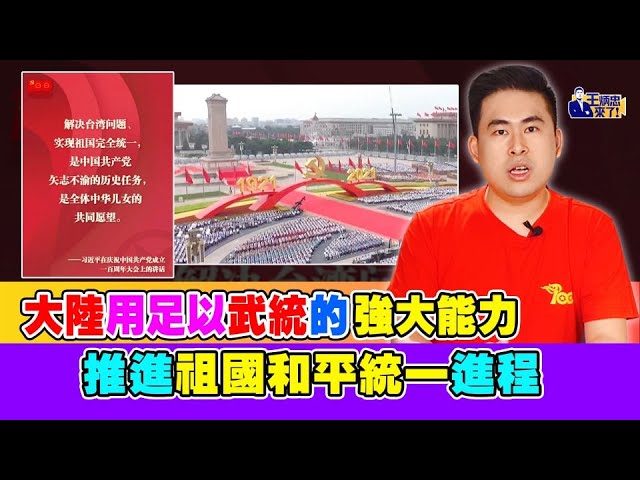 解决台湾问题、
实现祖国完全统一，
是中国共产党
矢志不渝的历史任务，
是全体中华儿女的
共同愿望。
——习近平在庆祝中国共产党成立
一百周年大会上的讲话
1921
2021
王炳忠
來了!
100
大陸用足以武統的強大能力
推進祖國和平統一進程